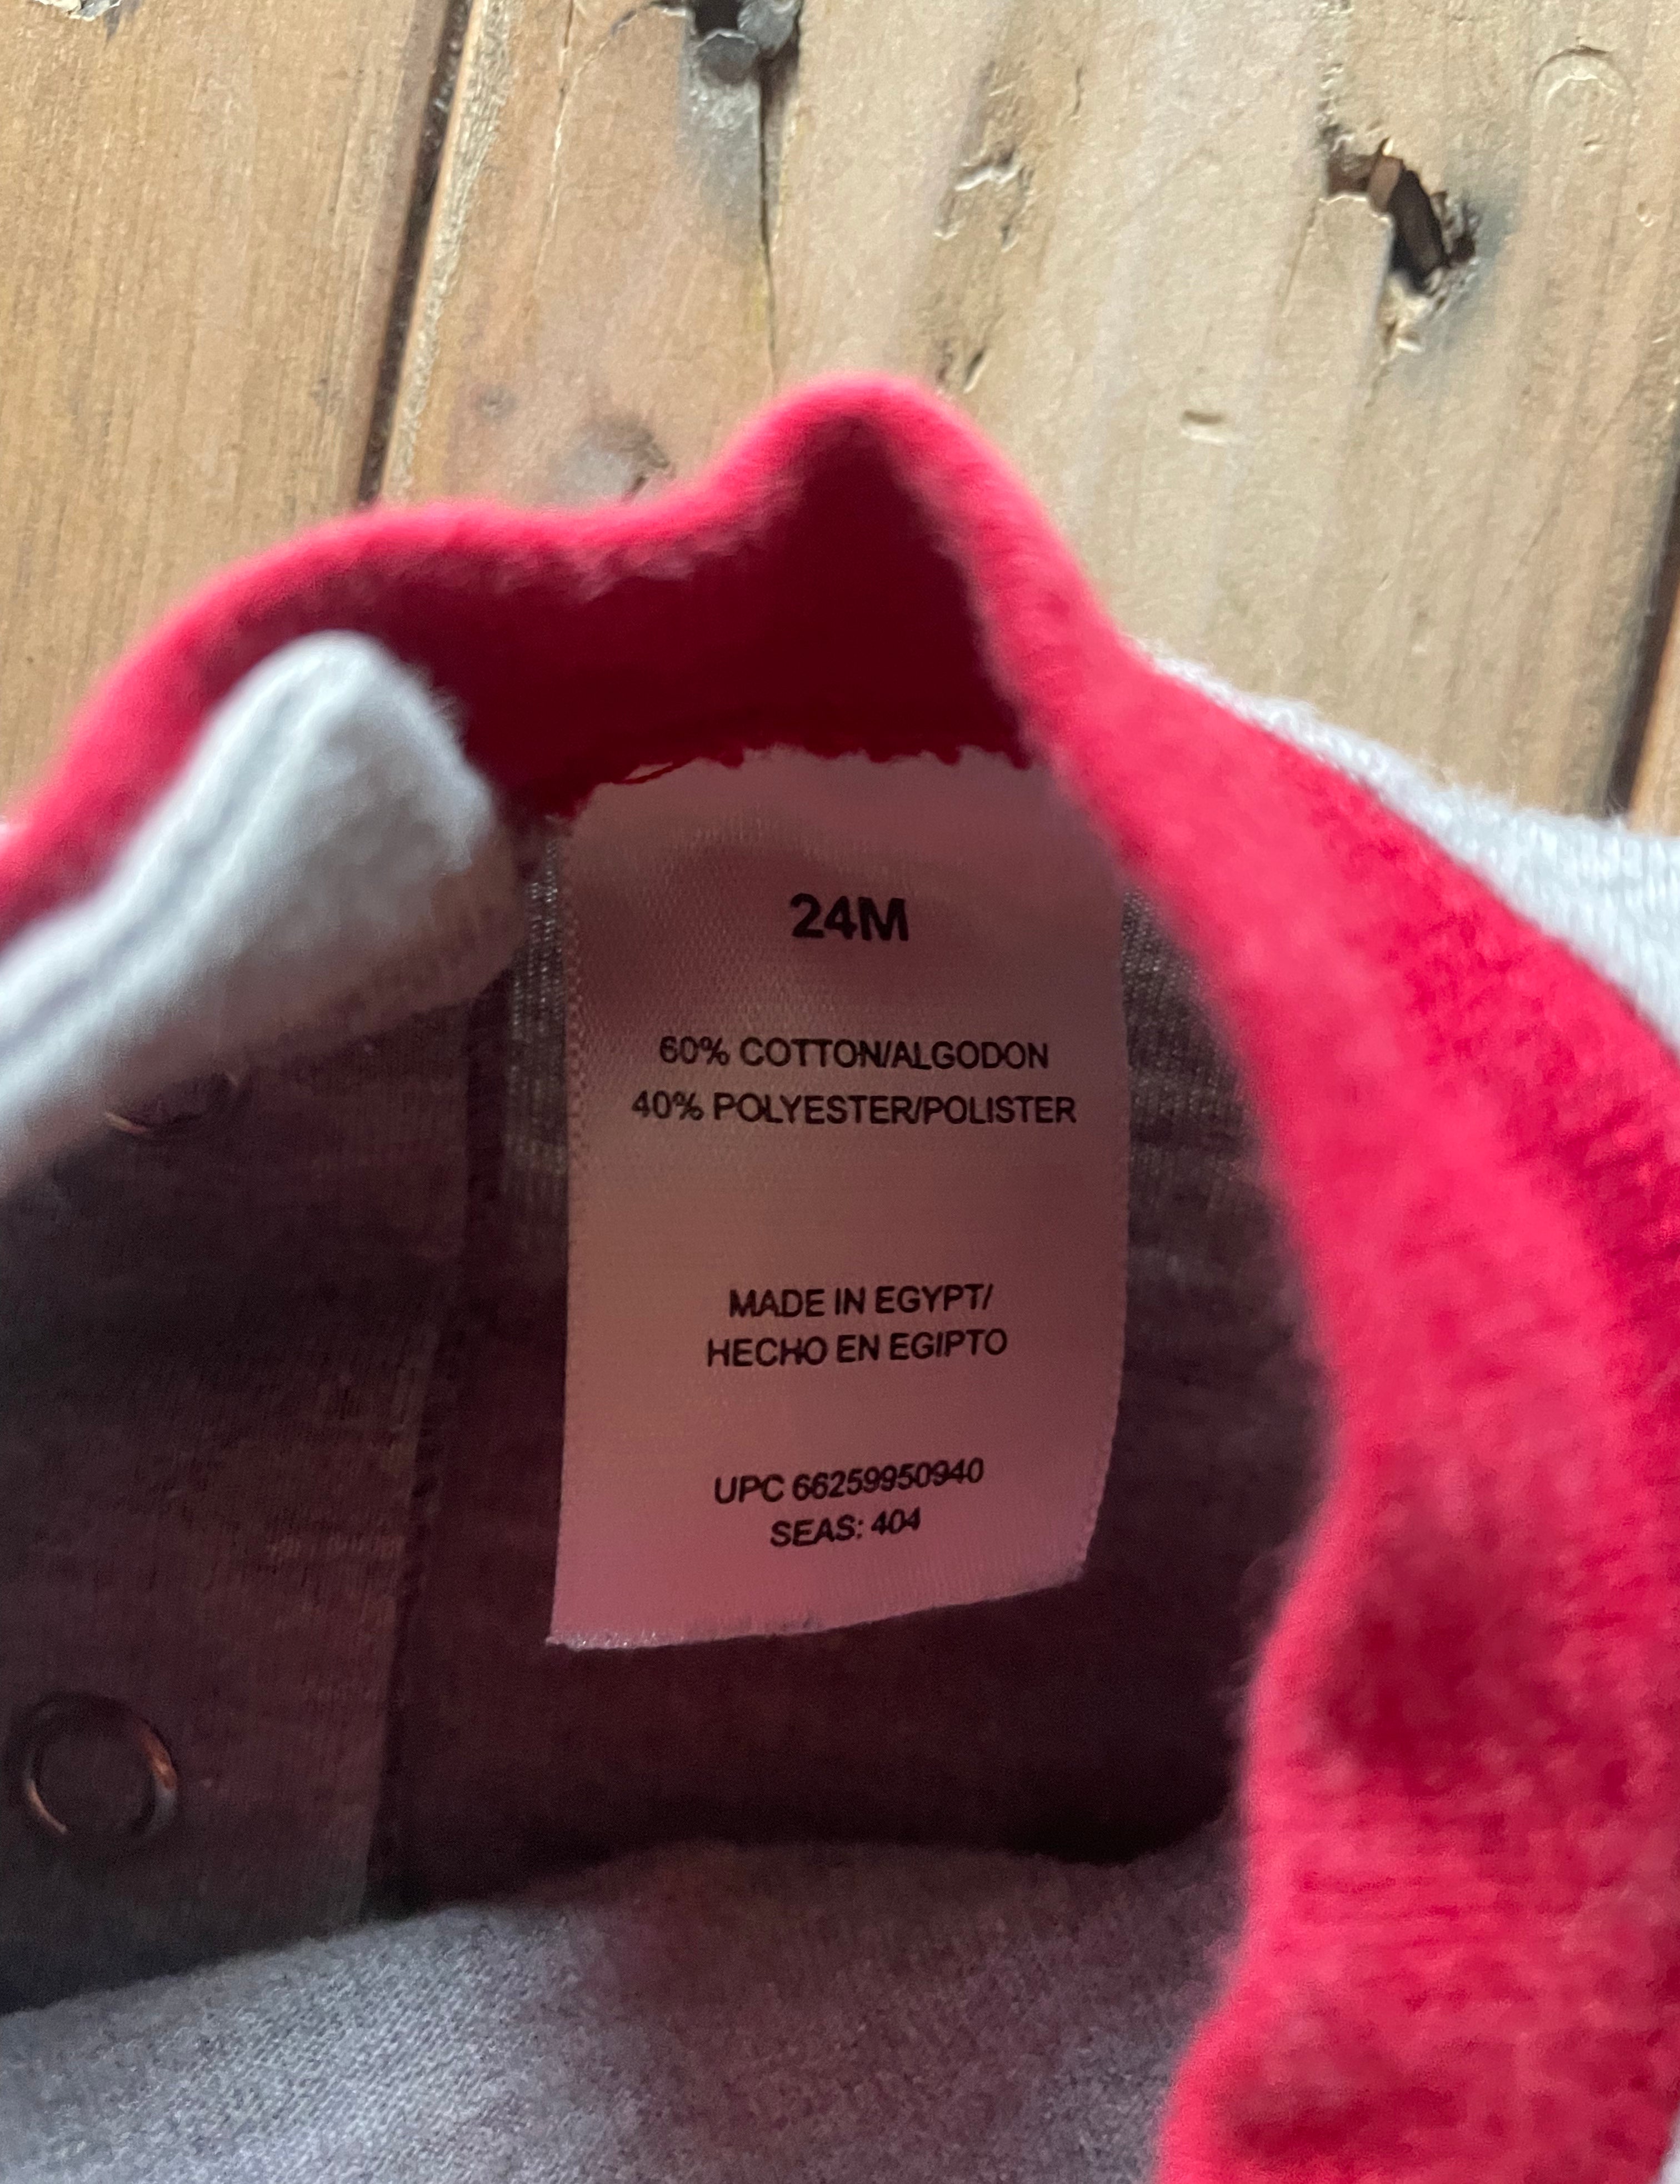 24M
60% COTTON/ALGODON
40% POLYESTER/POLISTER
MADE IN EGYPT/
HECHO EN EGIPTO
UPC 66259950940
SEAS: 404